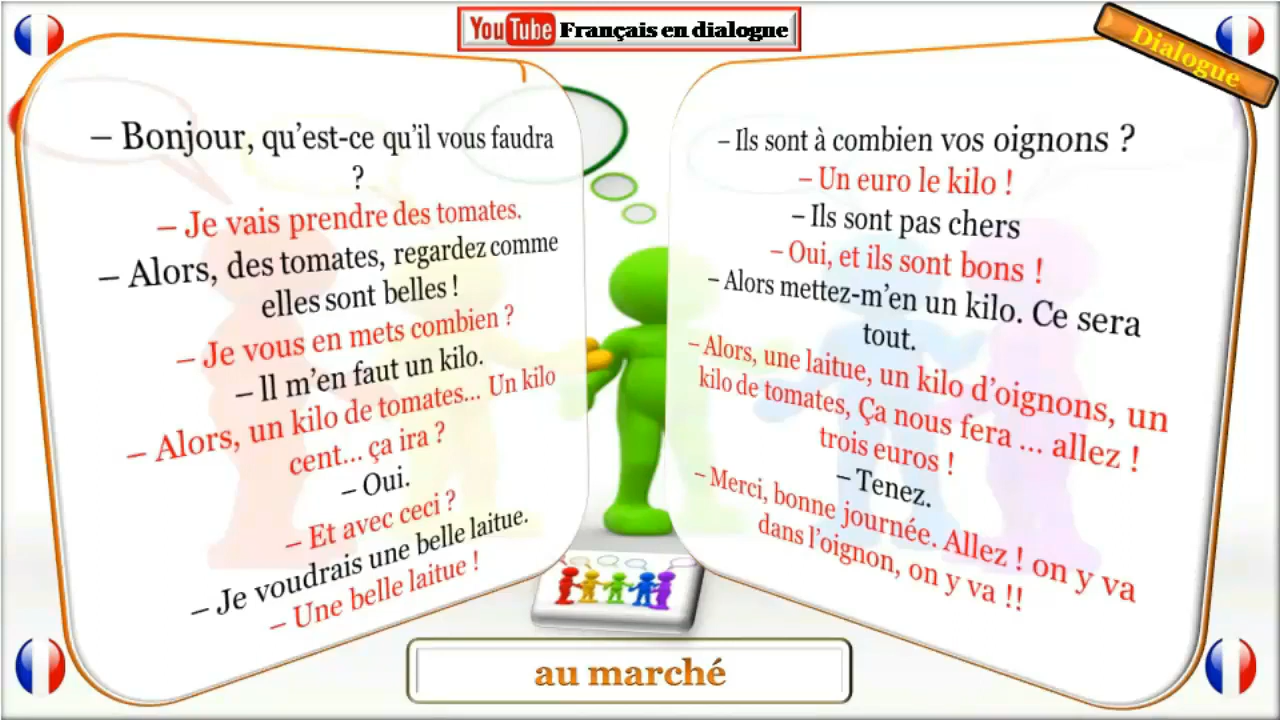 YouTube Français en dialogue
Dialogue
– Bonjour, qu'est-ce qu'il vous faudra
?
– Je vais prendre des tomates.
– Alors, des tomates, regardez comme
elles sont belles !
– Je vous en mets combien ?
– Il m'en faut un kilo.
– Alors, un kilo de tomates... Un kilo
cent... ça ira ?
– Oui.
– Et avec ceci ?
– Je voudrais une belle laitue.
– Une belle laitue !
– Ils sont à combien vos oignons ?
– Un euro le kilo !
– Ils sont pas chers
– Oui, et ils sont bons !
– Alors mettez-m'en un kilo. Ce sera
tout.
– Alors, une laitue, un kilo d'oignons, un
kilo de tomates, Ça nous fera ... allez !
trois euros !
– Tenez.
– Merci, bonne journée. Allez ! on y va
dans l'oignon, on y va !!
au marché